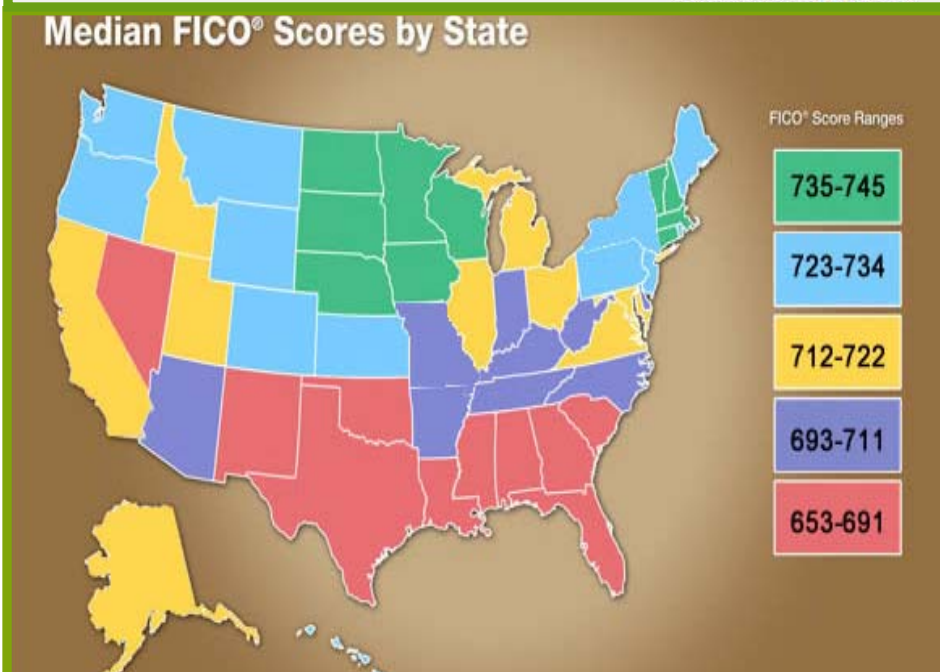 Median FICO® Scores by State
FICO® Score Ranges
735-745
723-734
712-722
693-711
653-691